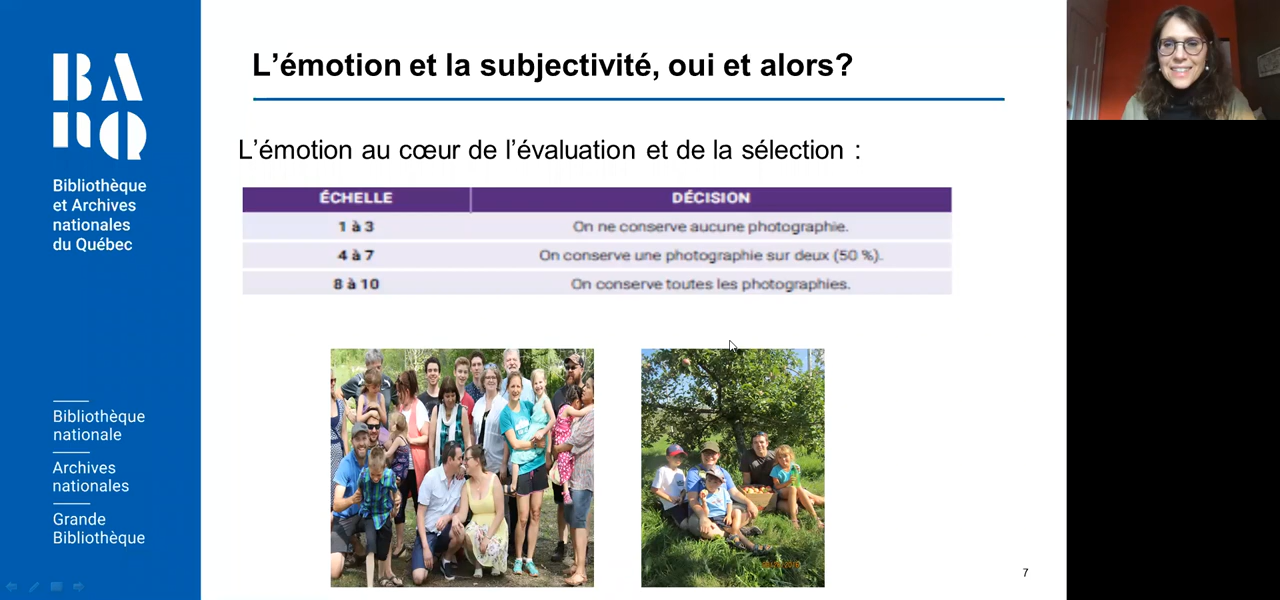 BAnQ
Bibliothèque
et Archives
nationales
du Québec
Bibliothèque
nationale
Archives
nationales
Grande
Bibliothèque
L’émotion et la subjectivité, oui et alors?
L’émotion au cœur de l’évaluation et de la sélection :
ÉCHELLE DÉCISION
1 à 3 On ne conserve aucune photographie.
4 à 7 On conserve une photographie sur deux (50 %).
8 à 10 On conserve toutes les photographies.
7